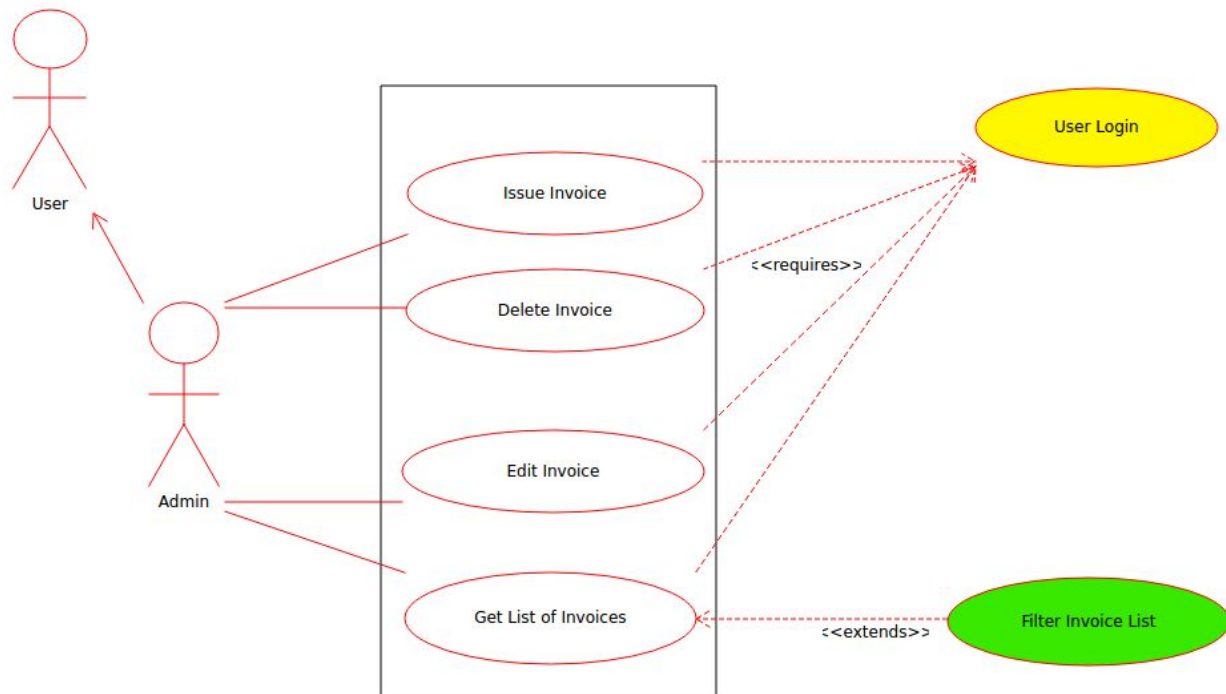 User Login
Issue Invoice
User
<<requires>>
Delete Invoice
Edit Invoice
Admin
Get List of Invoices
Filter Invoice List
<<extends>>